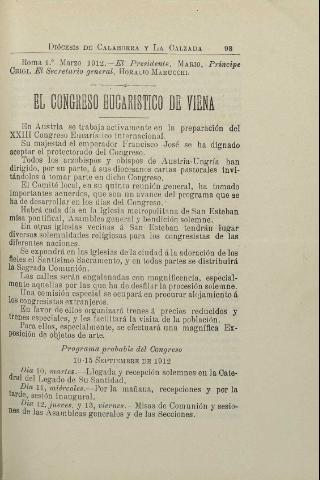 DIÓCESIS DE CALAHORRA Y LA CALZADA 93
Roma 1.° Marzo 1912.—El Presidente, MARIO, Príncipe
CHIGI. El Secretario general, HORACIO MARUCCHI.
EL CONGRESO EUCARISTICO DE VIENA
En Austria se trabaja activamente en la preparación del
XXIII Congreso Eucarístico internacional.
Su majestad el emperador Francisco José se ha dignado
aceptar el protectorado del Congreso.
Todos los arzobispos y obispos de Austria-Ungría han
dirigido, por su parte, á sus diocesanos cartas pastorales invi-
tándolos á tomar parte en dicho Congreso.
El Comité local, en su quinta reunión general, ha tomado
importantes acuerdos, que son un avance del programa que se
ha de desarrollar en los días del Congreso.
Habrá cada día en la iglesia metropolitana de San Esteban
misa pontifical, Asamblea general y bendición solemne.
En otras iglesias vecinas á San Esteban tendrán lugar
diversas solemnidades religiosas para los congresistas de las
diferentes naciones.
Se expondrá en las iglesias de la ciudad á la adoración de los
fieles el Santísimo Sacramento, y en todas partes se distribuirá
la Sagrada Comunión.
Las calles serán engalanadas con magnificencia, especial-
mente aquellas por las que ha de desfilar la procesión solemne.
Una comisión especial se ocupará en procurar alojamiento á
los congresistas extranjeros.
En favor de ellos organizará trenes á precios reducidos y
trenes especiales, y les facilitará la visita de la población.
Para ellos, especialmente, se efectuará una magnífica Ex-
posición de objetos de arte.
Programa probable del Congreso
10-15 SEPTIEMBRE DE 1912
Día 10, martes.—Llegada y recepción solemnes en la Cate-
dral del Legado de Su Santidad.
Día 11, miércoles.—Por la mañana, recepciones y por la
tarde, sesión inaugural.
Día 12, jueves, y 13, viernes.—Misas de Comunión y sesio-
nes de las Asambleas generales y de las Secciones.